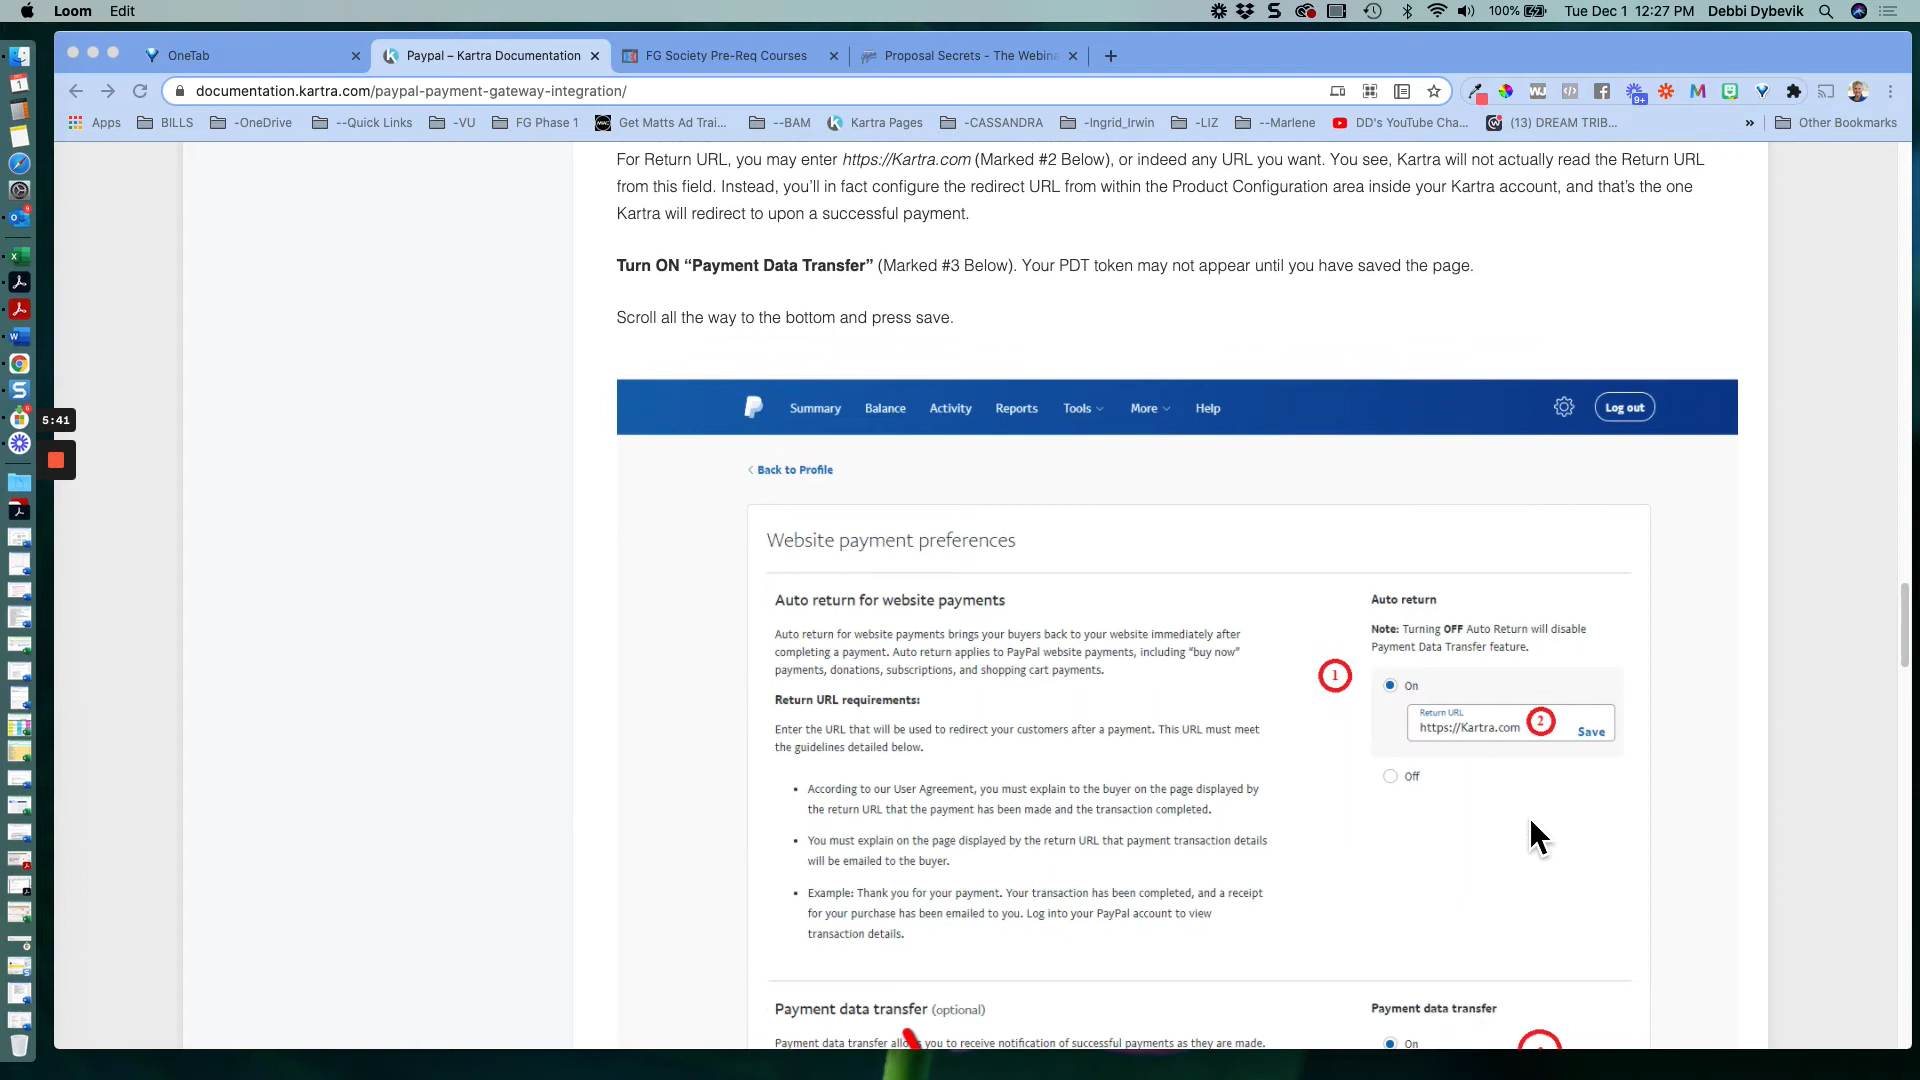 Loom Edit 100% Tue Dec 1 12:27 PM Debbi Dybevik
OneTab Paypal – Kartra Documentation FG Society Pre-Req Courses Proposal Secrets - The Webina
documentation.kartra.com/paypal-payment-gateway-integration/
9+
Apps BILLS -OneDrive --Quick Links -VU FG Phase 1 Get Matts Ad Trai... --BAM Kartra Pages -CASSANDRA -Ingrid_Irwin -LIZ --Marlene DD's YouTube Cha... (13) DREAM TRIB... » Other Bookmarks
For Return URL, you may enter https://Kartra.com (Marked #2 Below), or indeed any URL you want. You see, Kartra will not actually read the Return URL
from this field. Instead, you’ll in fact configure the redirect URL from within the Product Configuration area inside your Kartra account, and that’s the one
Kartra will redirect to upon a successful payment.
Turn ON “Payment Data Transfer” (Marked #3 Below). Your PDT token may not appear until you have saved the page.
Scroll all the way to the bottom and press save.
5:41
Summary Balance Activity Reports Tools More Help Log out
Back to Profile
Website payment preferences
Auto return for website payments
Auto return for website payments brings your buyers back to your website immediately after
completing a payment. Auto return applies to PayPal website payments, including “buy now”
payments, donations, subscriptions, and shopping cart payments.
Return URL requirements:
Enter the URL that will be used to redirect your customers after a payment. This URL must meet
the guidelines detailed below.
• According to our User Agreement, you must explain to the buyer on the page displayed by
the return URL that the payment has been made and the transaction completed.
• You must explain on the page displayed by the return URL that payment transaction details
will be emailed to the buyer.
• Example: Thank you for your payment. Your transaction has been completed, and a receipt
for your purchase has been emailed to you. Log into your PayPal account to view
transaction details.
Auto return
Note: Turning OFF Auto Return will disable
Payment Data Transfer feature.
1
On
Return URL
https://Kartra.com 2 Save
Off
Payment data transfer (optional)
Payment data transfer allows you to receive notification of successful payments as they are made.
Payment data transfer
On